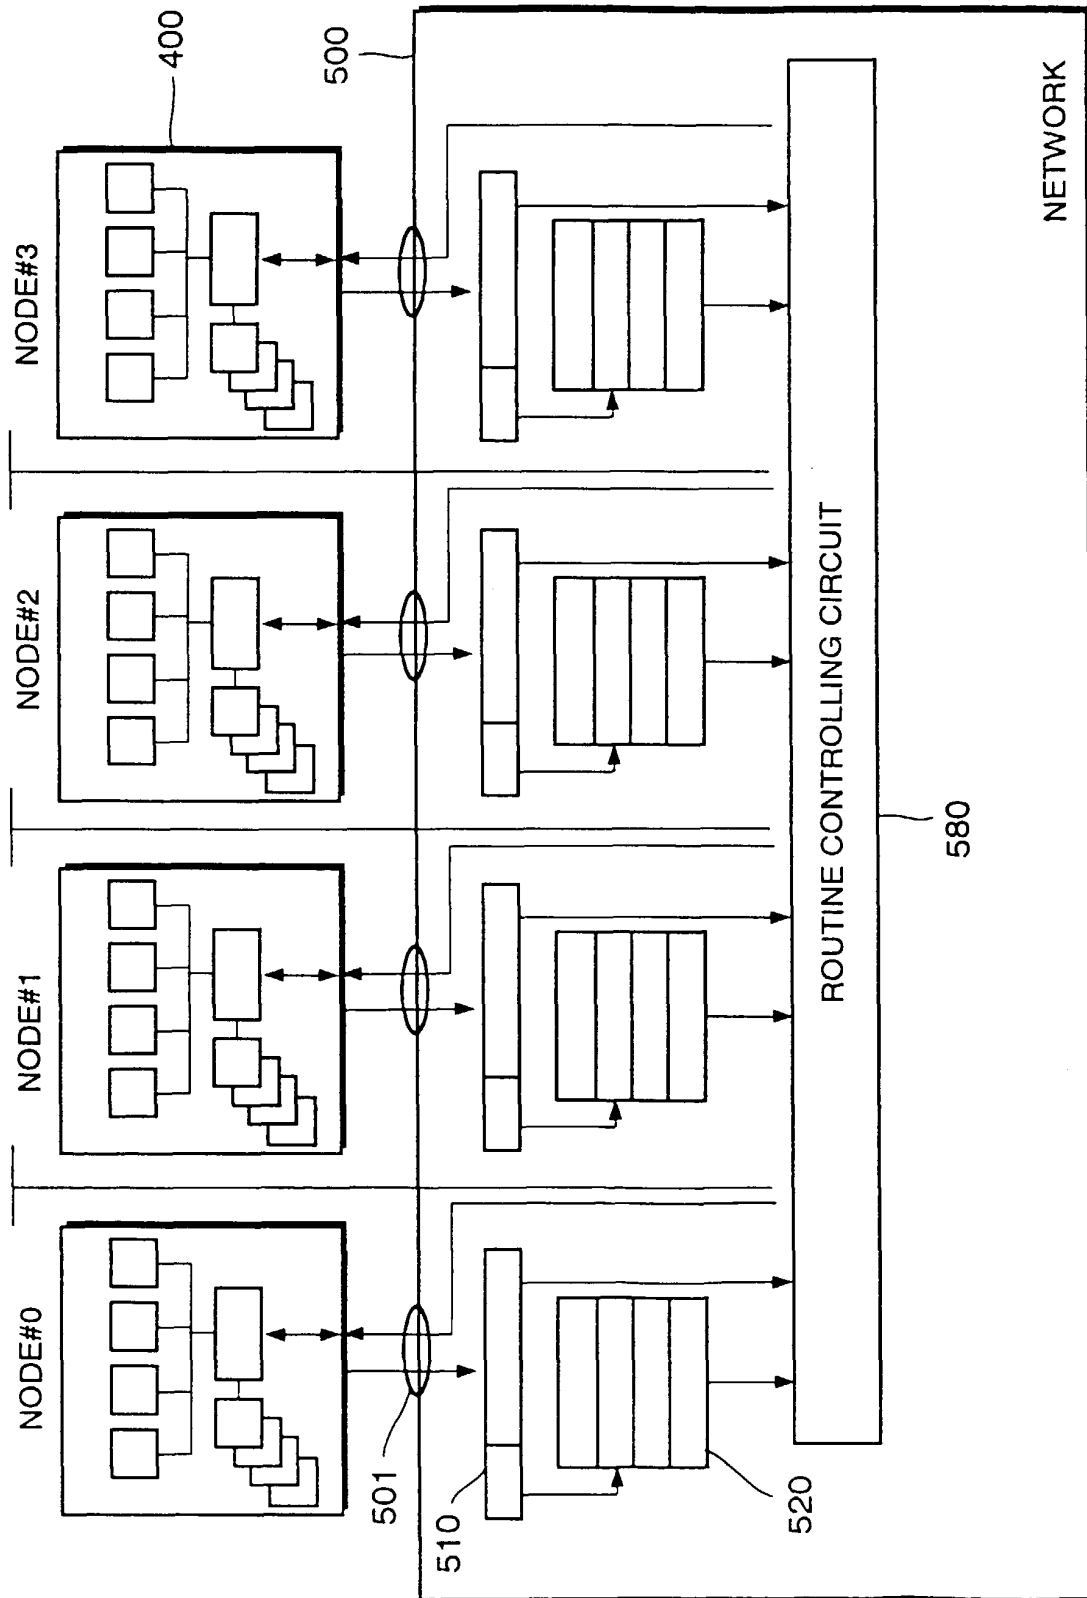 NODE#0
NODE#1
NODE#2
NODE#3
400
500
501
510
520
ROUTINE CONTROLLING CIRCUIT
580
NETWORK